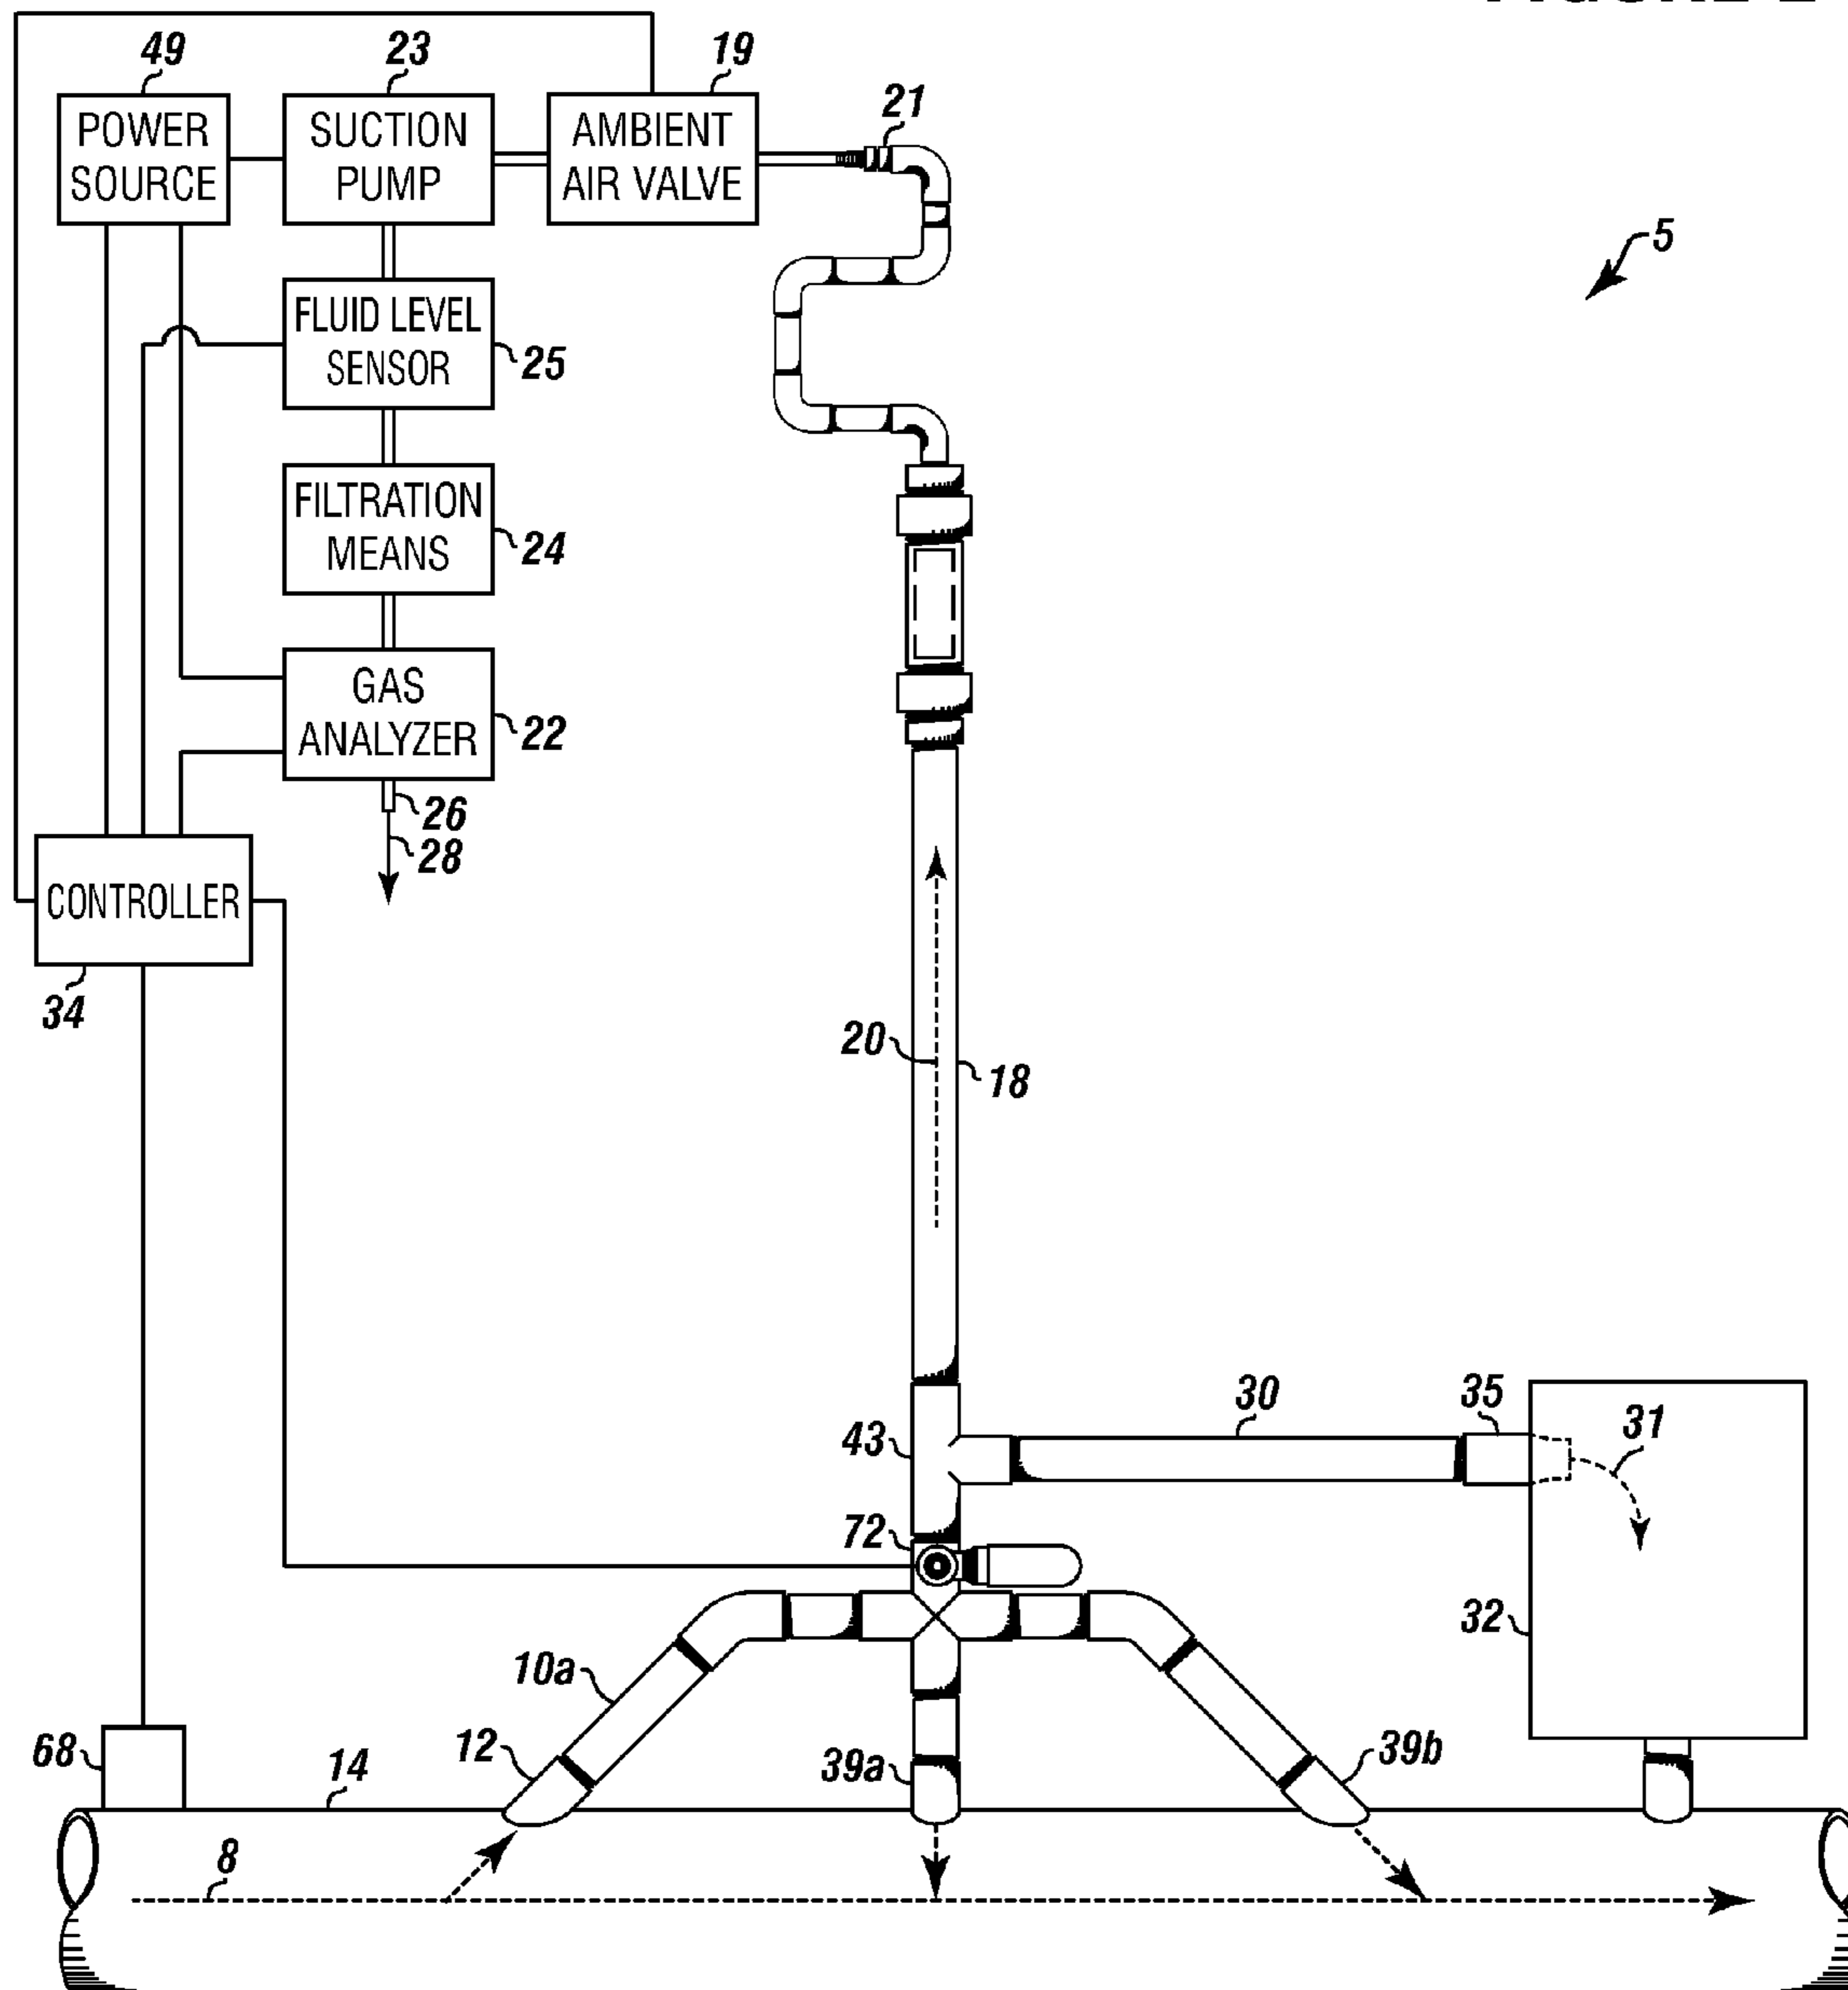 49
23
19
21
POWER
SOURCE
SUCTION
PUMP
AMBIENT
AIR VALVE
5
FLUID LEVEL
SENSOR
25
FILTRATION
MEANS
24
GAS
ANALYZER
22
26
28
CONTROLLER
34
20
18
30
35
31
43
72
32
10a
12
39a
39b
68
14
8